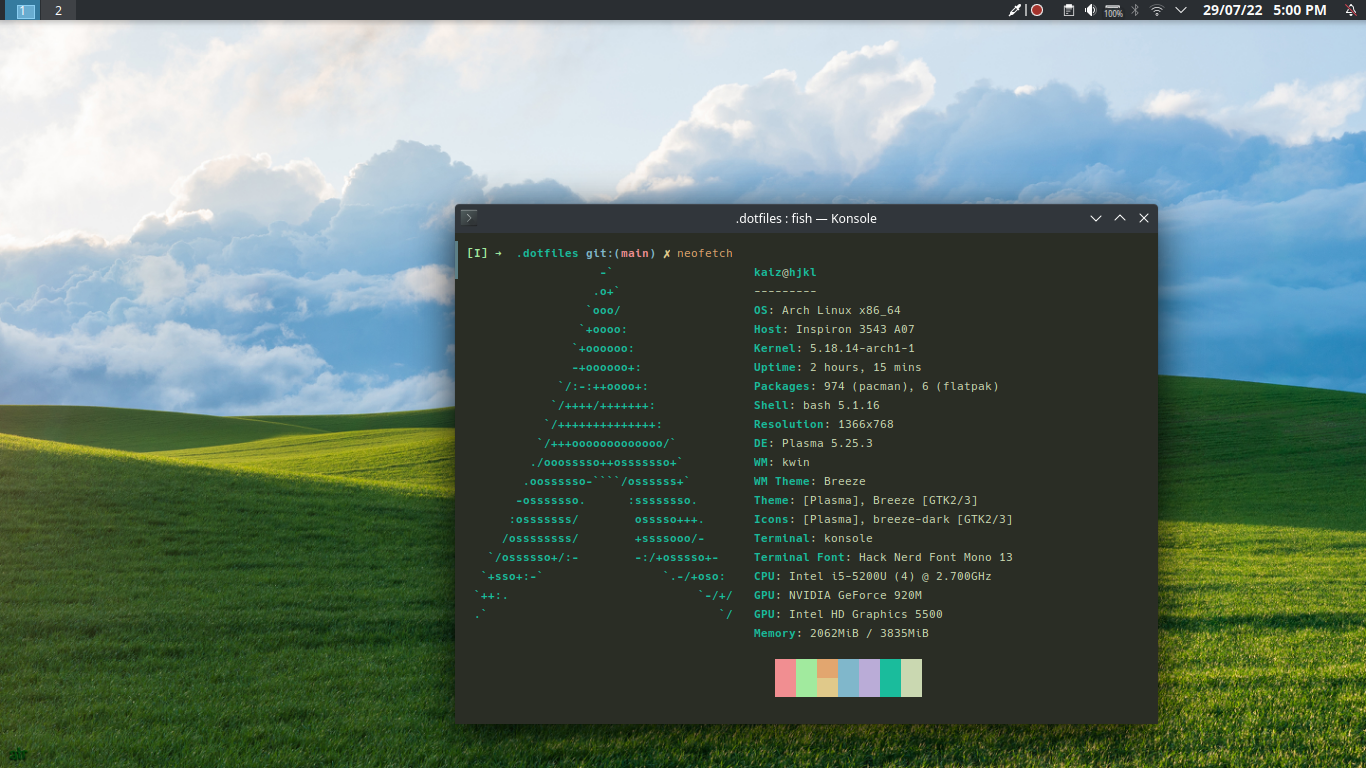 1 2 100% 29/07/22 5:00 PM
.dotfiles : fish — Konsole
[I] ➜ .dotfiles git:(main) ✗ neofetch
-` kaiz@hjkl
.o+` ---------
`ooo/ OS: Arch Linux x86_64
`+oooo: Host: Inspiron 3543 A07
`+oooooo: Kernel: 5.18.14-arch1-1
-+oooooo+: Uptime: 2 hours, 15 mins
`/:-:++oooo+: Packages: 974 (pacman), 6 (flatpak)
`/++++/+++++++: Shell: bash 5.1.16
`/++++++++++++++: Resolution: 1366x768
`/+++ooooooooooooo/` DE: Plasma 5.25.3
./ooosssso++osssssso+` WM: kwin
.oossssso-````/ossssss+` WM Theme: Breeze
-osssssso. :ssssssso. Theme: [Plasma], Breeze [GTK2/3]
:osssssss/ osssso+++. Icons: [Plasma], breeze-dark [GTK2/3]
/ossssssss/ +ssssooo/- Terminal: konsole
`/ossssso+/:- -:/+osssso+- Terminal Font: Hack Nerd Font Mono 13
`+sso+:-` `.-/+oso: CPU: Intel i5-5200U (4) @ 2.700GHz
`++:. `-/+/ GPU: NVIDIA GeForce 920M
.` `/ GPU: Intel HD Graphics 5500
Memory: 2062MiB / 3835MiB